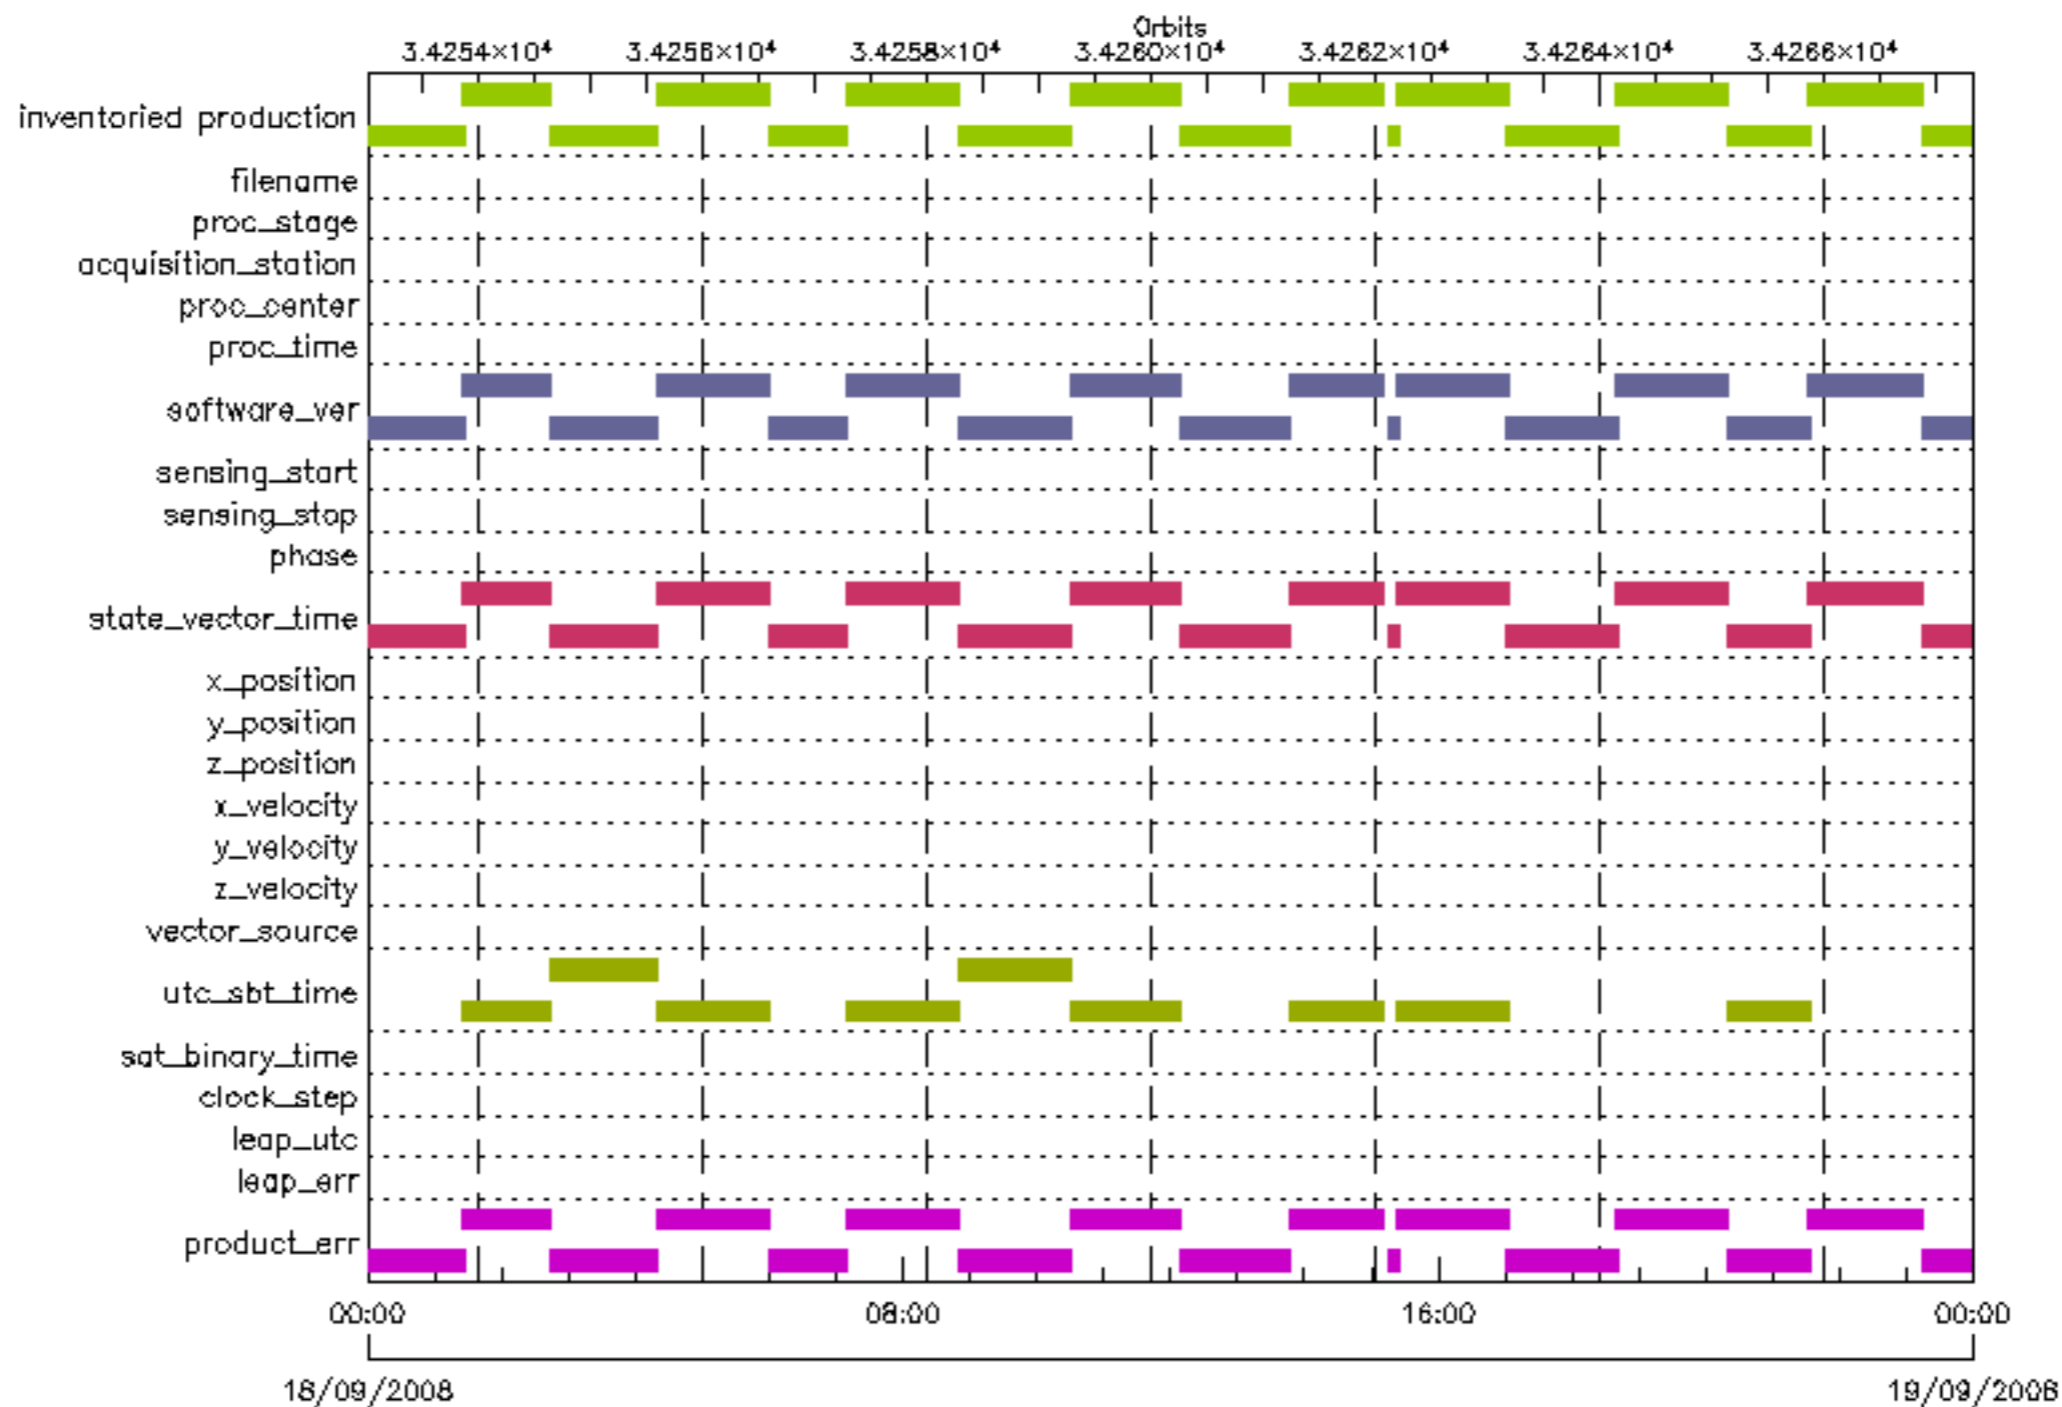 Orbits
3.4254×10⁴ 3.4256×10⁴ 3.4258×10⁴ 3.4260×10⁴ 3.4262×10⁴ 3.4264×10⁴ 3.4266×10⁴
inventoried production
filename
proc_stage
acquisition_station
proc_center
proc_time
software_ver
sensing_start
sensing_stop
phase
state_vector_time
x_position
y_position
z_position
x_velocity
y_velocity
z_velocity
vector_source
utc_sbt_time
sat_binary_time
clock_step
leap_utc
leap_err
product_err
00:00 08:00 16:00 00:00
18/09/2008 19/09/2008